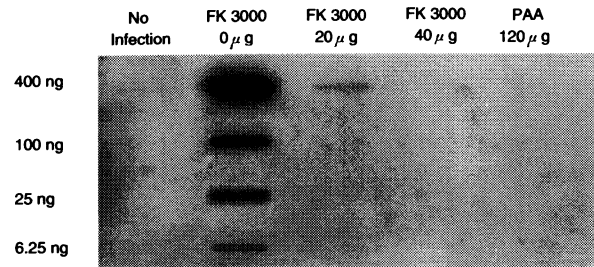 No FK 3000 FK 3000 FK 3000 PAA
Infection 0 μ g 20 μ g 40 μ g 120 μ g
400 ng
100 ng
25 ng
6.25 ng